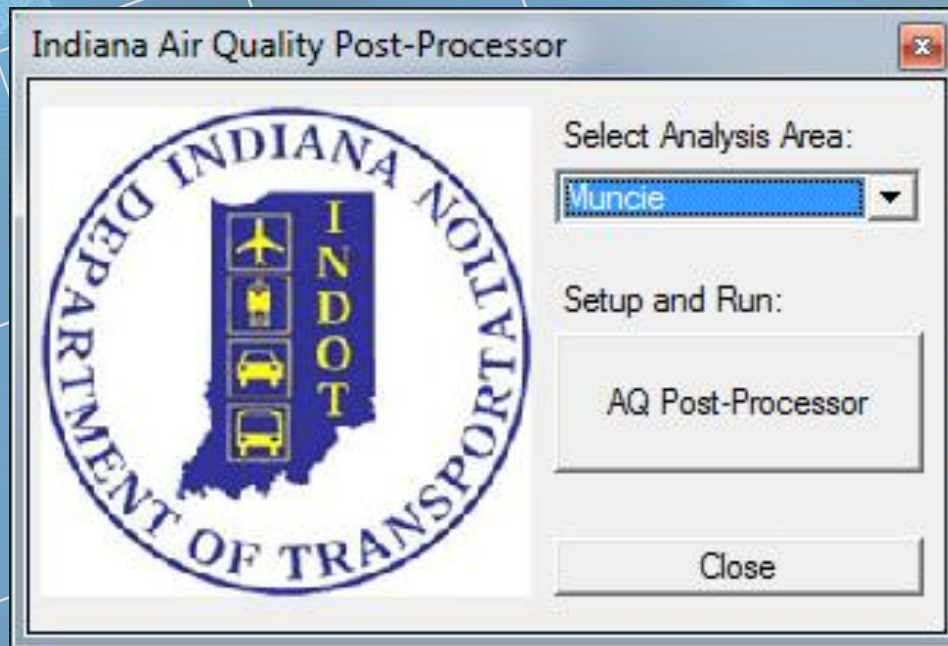 Indiana Air Quality Post-Processor
x
INDIANA DEPARTMENT OF TRANSPORTATION
INDOT
Select Analysis Area:
Muncie
Setup and Run:
AQ Post-Processor
Close